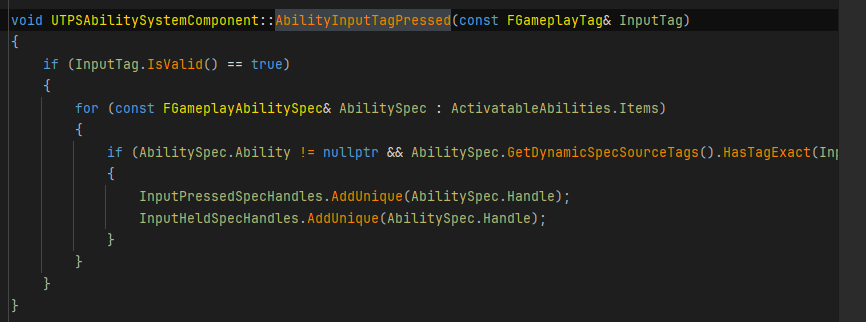 void UTPSAbilitySystemComponent::AbilityInputTagPressed(const FGameplayTag& InputTag)
{
if (InputTag.IsValid() == true)
{
for (const FGameplayAbilitySpec& AbilitySpec : ActivatableAbilities.Items)
{
if (AbilitySpec.Ability != nullptr && AbilitySpec.GetDynamicSpecSourceTags().HasTagExact(Inp
{
InputPressedSpecHandles.AddUnique(AbilitySpec.Handle);
InputHeldSpecHandles.AddUnique(AbilitySpec.Handle);
}
}
}
}